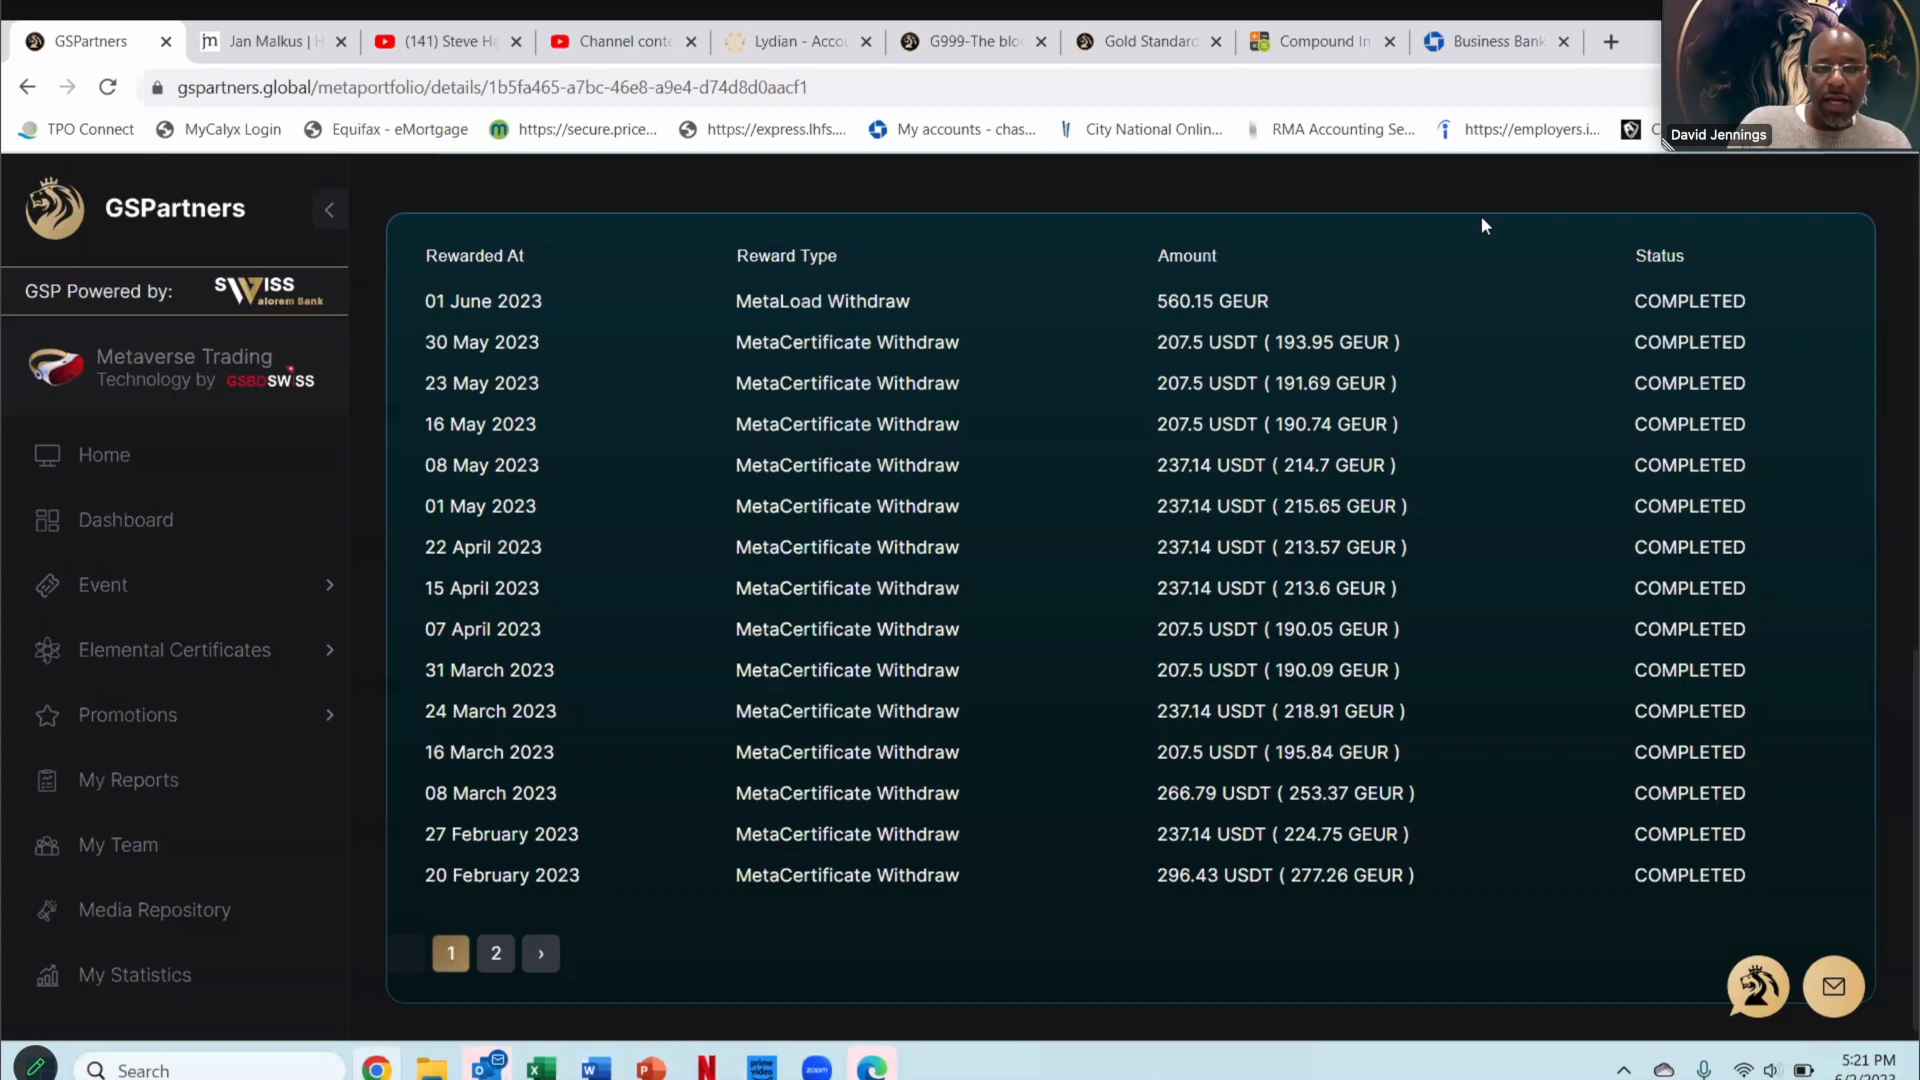 GSPartners
Jan Malkus | H
(141) Steve Ha
Channel conte
Lydian - Accou
G999-The bloc
Gold Standard
Compound In
Business Bank
gspartners.global/metaportfolio/details/1b5fa465-a7bc-46e8-a9e4-d74d8d0aacf1
TPO Connect
MyCalyx Login
Equifax - eMortgage
https://secure.price...
https://express.lhfs....
My accounts - chas...
City National Onlin...
RMA Accounting Se...
https://employers.i...
David Jennings
GSPartners
GSP Powered by:
SWISS
alorem Bank
Metaverse Trading
Technology by GSBDSWISS
Home
Dashboard
Event
Elemental Certificates
Promotions
My Reports
My Team
Media Repository
My Statistics
Rewarded At Reward Type Amount Status
01 June 2023 MetaLoad Withdraw 560.15 GEUR COMPLETED
30 May 2023 MetaCertificate Withdraw 207.5 USDT ( 193.95 GEUR ) COMPLETED
23 May 2023 MetaCertificate Withdraw 207.5 USDT ( 191.69 GEUR ) COMPLETED
16 May 2023 MetaCertificate Withdraw 207.5 USDT ( 190.74 GEUR ) COMPLETED
08 May 2023 MetaCertificate Withdraw 237.14 USDT ( 214.7 GEUR ) COMPLETED
01 May 2023 MetaCertificate Withdraw 237.14 USDT ( 215.65 GEUR ) COMPLETED
22 April 2023 MetaCertificate Withdraw 237.14 USDT ( 213.57 GEUR ) COMPLETED
15 April 2023 MetaCertificate Withdraw 237.14 USDT ( 213.6 GEUR ) COMPLETED
07 April 2023 MetaCertificate Withdraw 207.5 USDT ( 190.05 GEUR ) COMPLETED
31 March 2023 MetaCertificate Withdraw 207.5 USDT ( 190.09 GEUR ) COMPLETED
24 March 2023 MetaCertificate Withdraw 237.14 USDT ( 218.91 GEUR ) COMPLETED
16 March 2023 MetaCertificate Withdraw 207.5 USDT ( 195.84 GEUR ) COMPLETED
08 March 2023 MetaCertificate Withdraw 266.79 USDT ( 253.37 GEUR ) COMPLETED
27 February 2023 MetaCertificate Withdraw 237.14 USDT ( 224.75 GEUR ) COMPLETED
20 February 2023 MetaCertificate Withdraw 296.43 USDT ( 277.26 GEUR ) COMPLETED
1 2 ›
Search
prime video
zoom
5:21 PM
6/2/2023